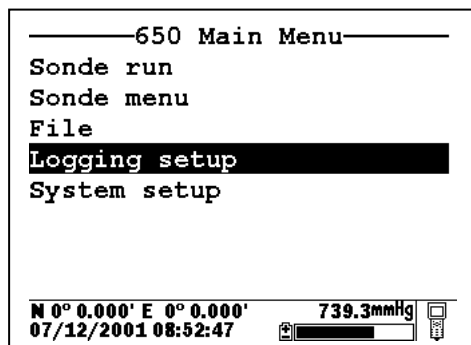 650 Main Menu
Sonde run
Sonde menu
File
Logging setup
System setup
N 0° 0.000' E 0° 0.000' 739.3mmHg
07/12/2001 08:52:47